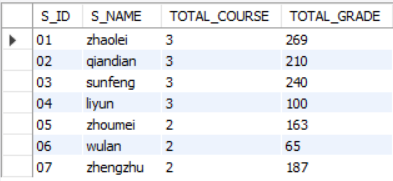 S_ID S_NAME TOTAL_COURSE TOTAL_GRADE
01 zhaolei 3 269
02 qiandian 3 210
03 sunfeng 3 240
04 liyun 3 100
05 zhoumei 2 163
06 wulan 2 65
07 zhengzhu 2 187